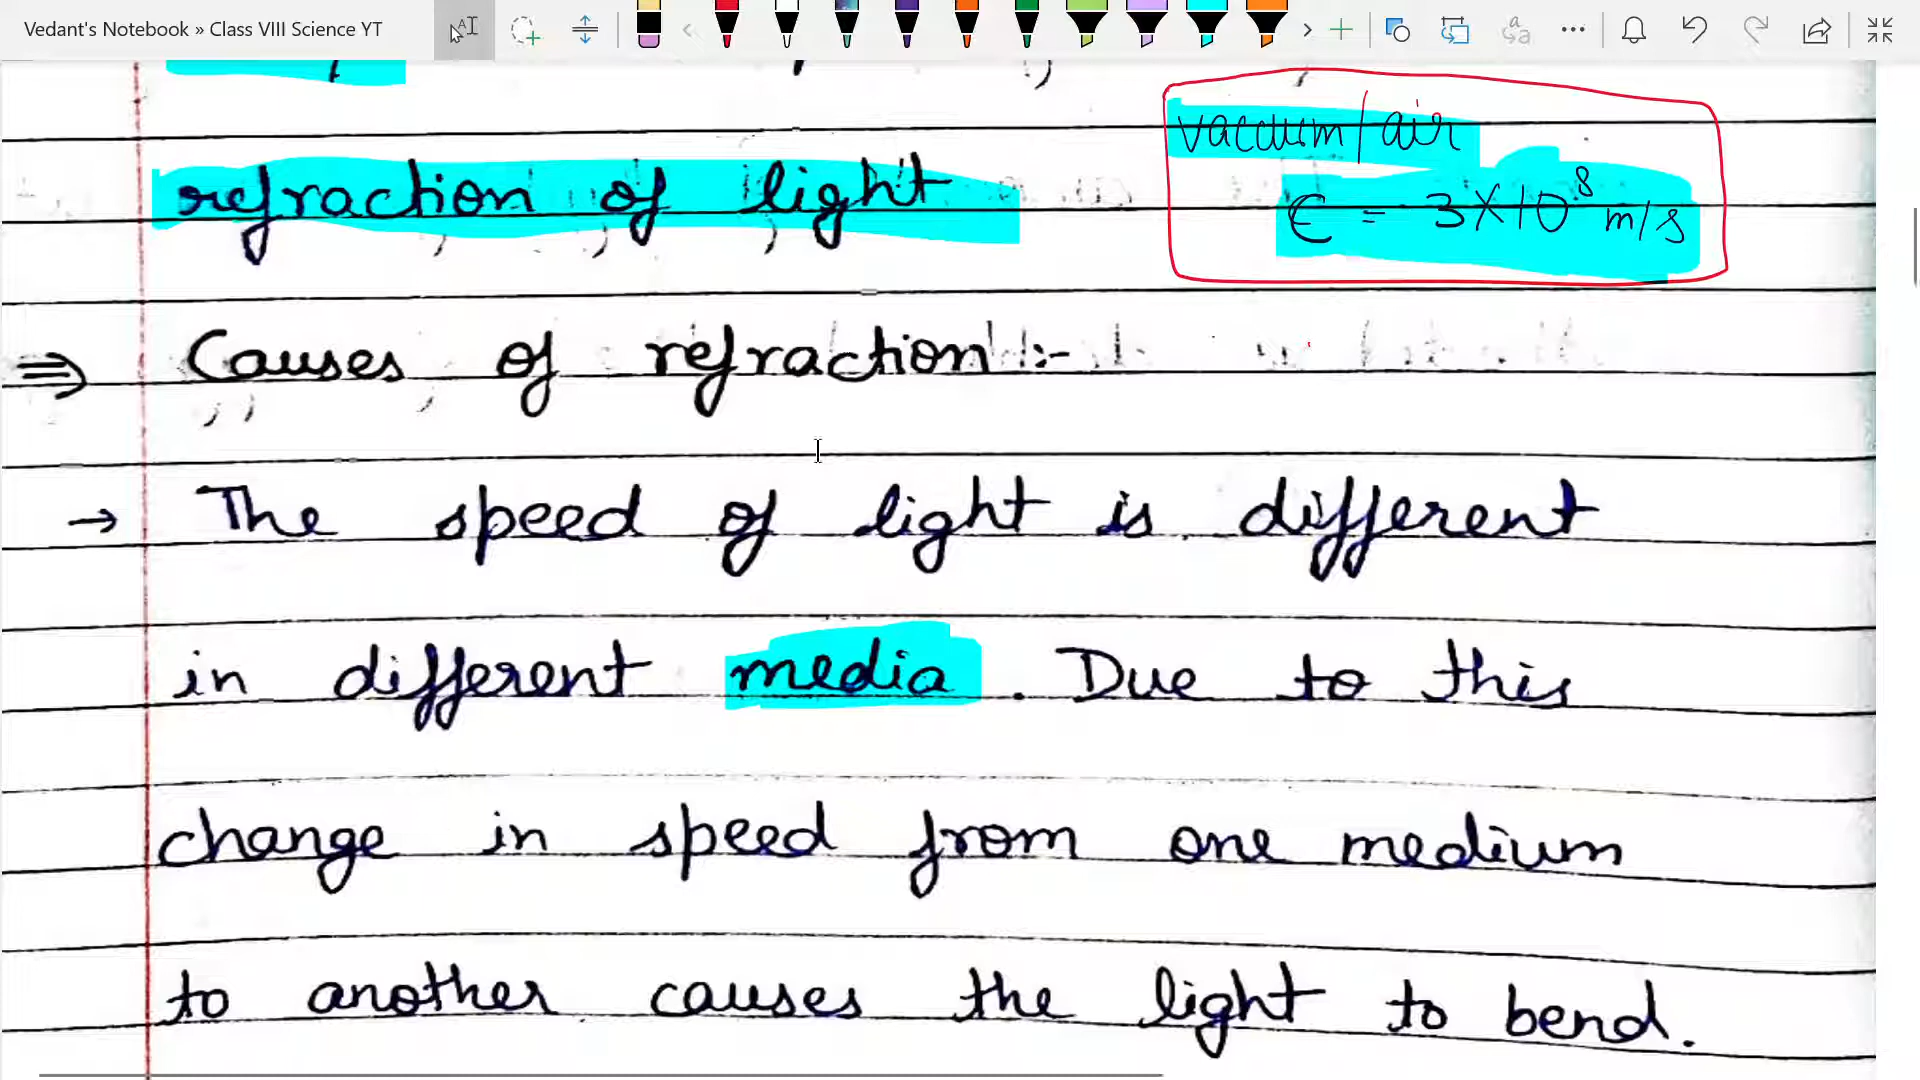 Vedant's Notebook » Class VIII Science YT
vacuum/air
refraction of light
C = 3×10⁸ m/s
⇒ Causes of refraction :-
→ The speed of light is different
in different media. Due to this
change in speed from one medium
to another causes the light to bend.